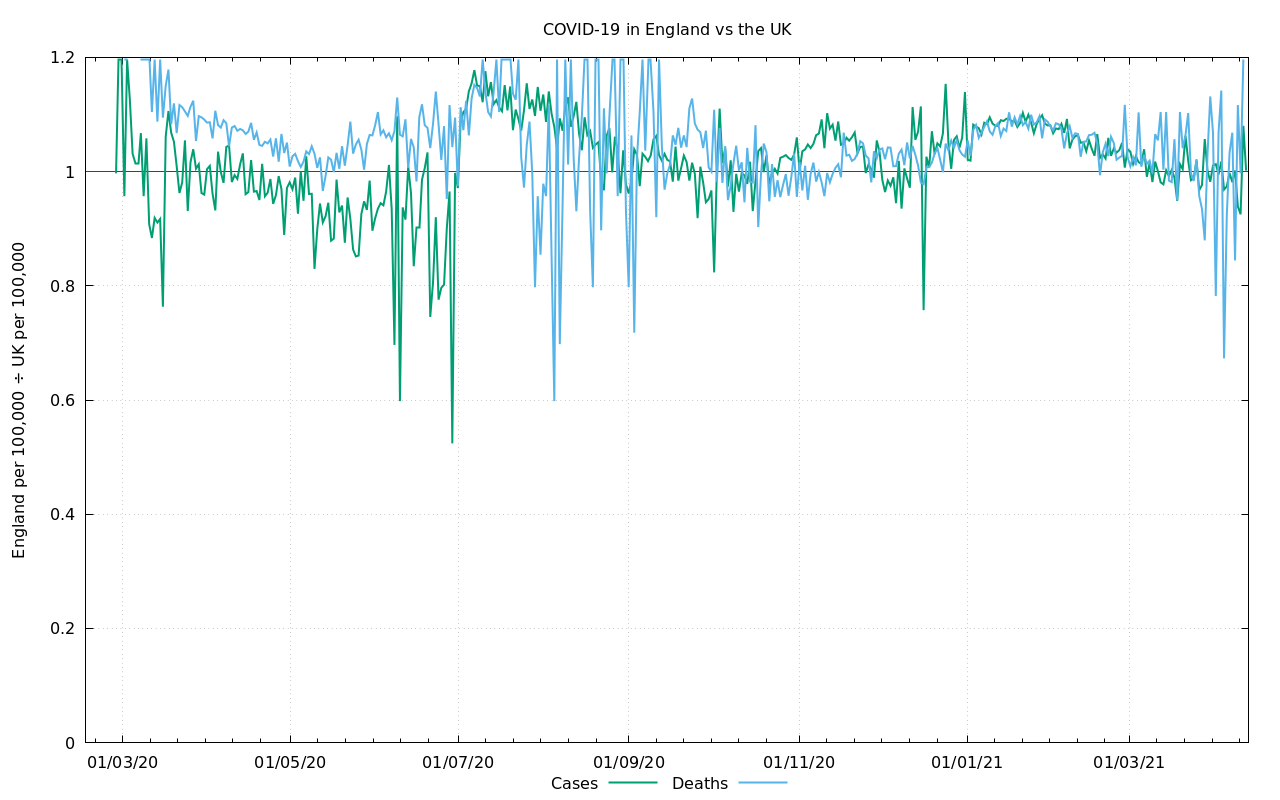 COVID-19 in England vs the UK
England per 100,000 ÷ UK per 100,000
1.2
1
0.8
0.6
0.4
0.2
0
01/03/20 01/05/20 01/07/20 01/09/20 01/11/20 01/01/21 01/03/21
Cases Deaths